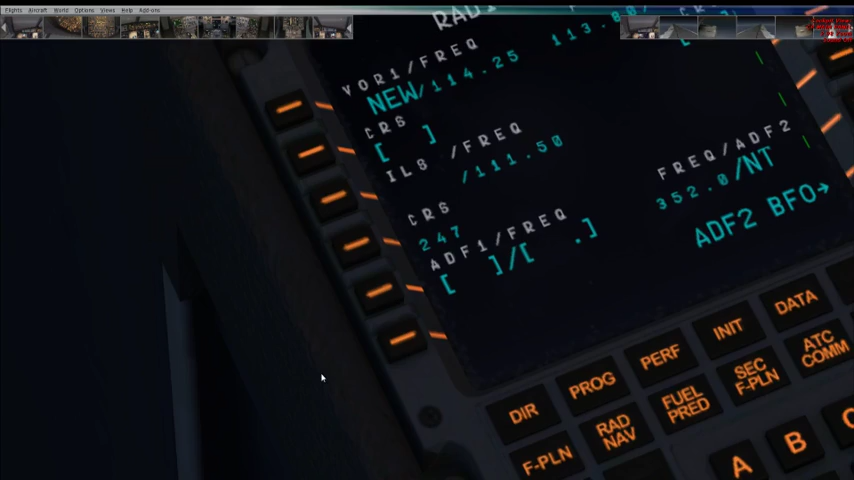 Flights Aircraft World Options Views Help Add-ons
VOR1/FREQ
NEW/114.25
CRS
[ ]
ILS /FREQ
/111.50
CRS
247
ADF1/FREQ
[ ]/[ .]
FREQ/ADF2
352.0/NT
ADF2 BFO→
DIR PROG PERF INIT DATA
F-PLN RAD NAV FUEL PRED SEC F-PLN ATC COMM
A B